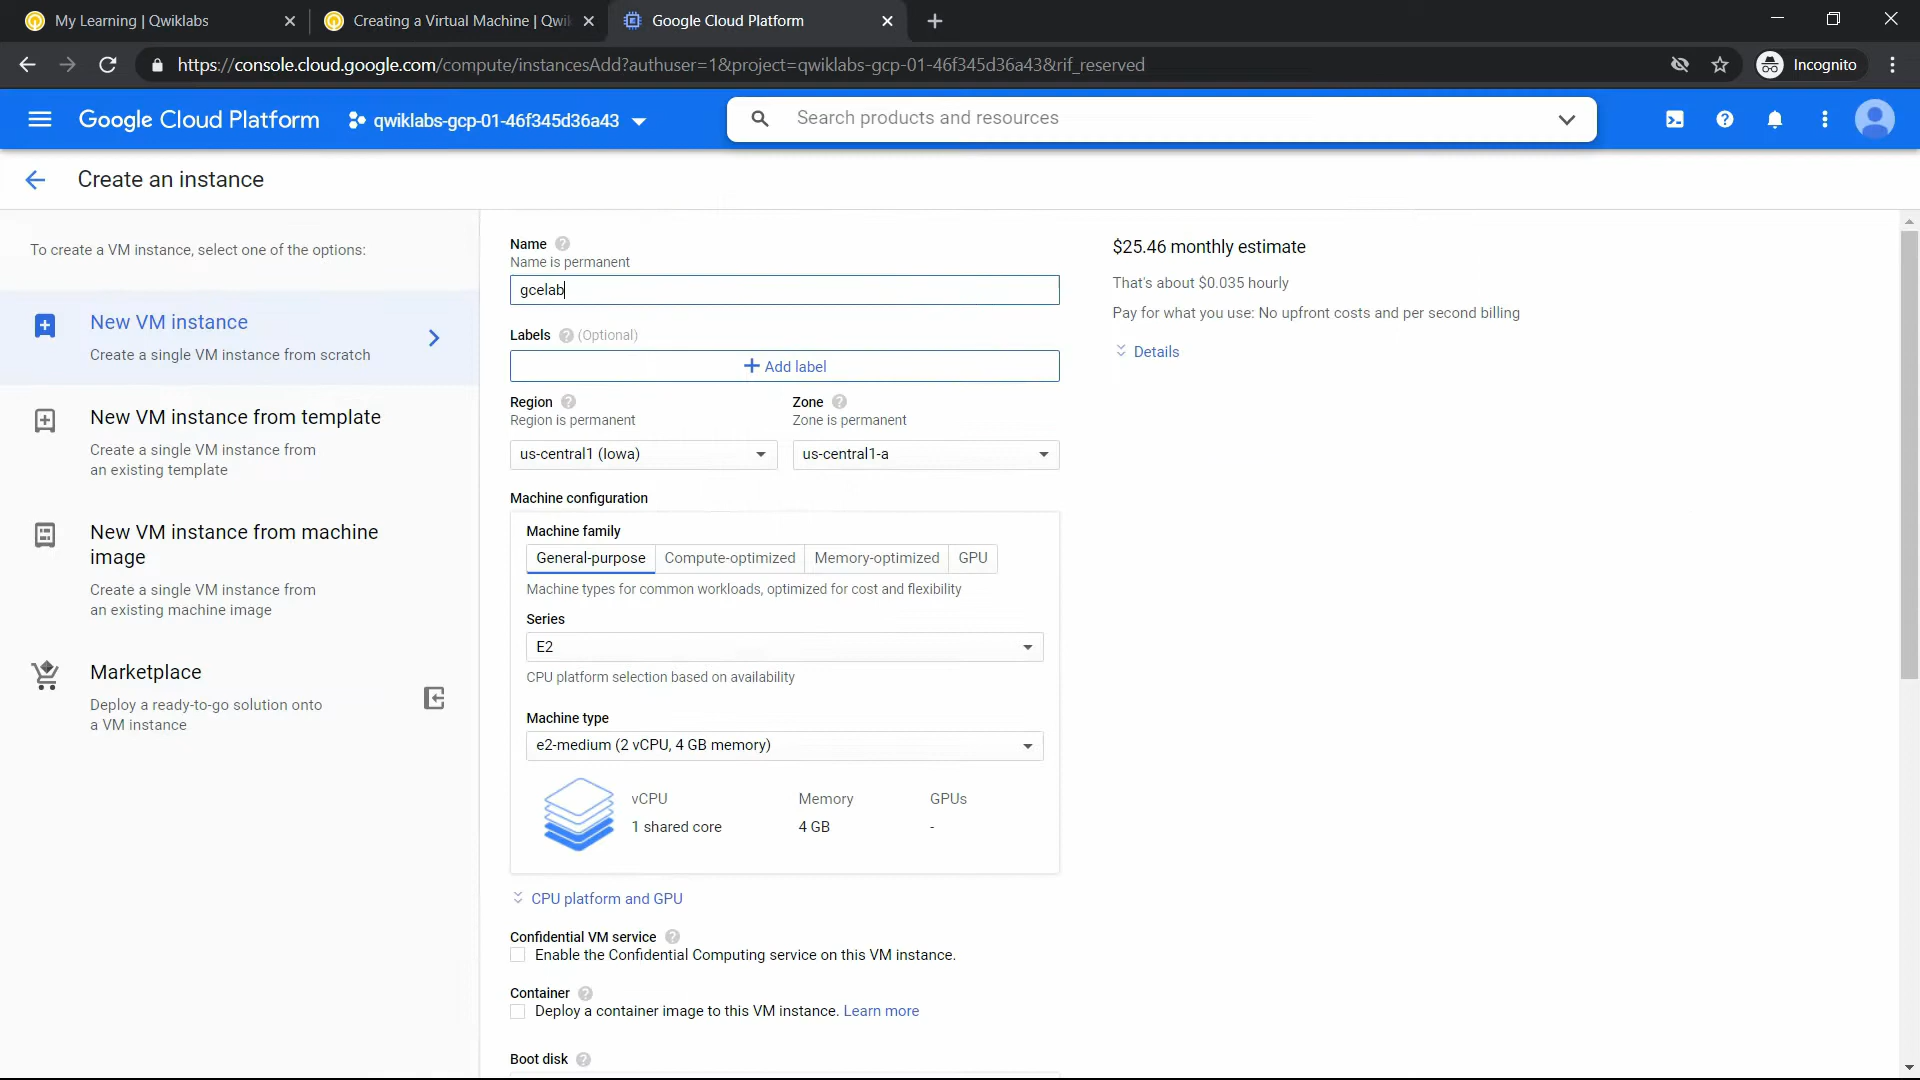 My Learning | Qwiklabs
Creating a Virtual Machine | Qwi
Google Cloud Platform
https://console.cloud.google.com/compute/instancesAdd?authuser=1&project=qwiklabs-gcp-01-46f345d36a43&rif_reserved
Incognito
Google Cloud Platform
qwiklabs-gcp-01-46f345d36a43
Search products and resources
Create an instance
To create a VM instance, select one of the options:
New VM instance
Create a single VM instance from scratch
New VM instance from template
Create a single VM instance from
an existing template
New VM instance from machine
image
Create a single VM instance from
an existing machine image
Marketplace
Deploy a ready-to-go solution onto
a VM instance
Name
Name is permanent
gcelab
Labels (Optional)
Add label
Region
Region is permanent
us-central1 (Iowa)
Zone
Zone is permanent
us-central1-a
Machine configuration
Machine family
General-purpose Compute-optimized Memory-optimized GPU
Machine types for common workloads, optimized for cost and flexibility
Series
E2
CPU platform selection based on availability
Machine type
e2-medium (2 vCPU, 4 GB memory)
vCPU Memory GPUs
1 shared core 4 GB -
CPU platform and GPU
Confidential VM service
Enable the Confidential Computing service on this VM instance.
Container
Deploy a container image to this VM instance. Learn more
Boot disk
$25.46 monthly estimate
That's about $0.035 hourly
Pay for what you use: No upfront costs and per second billing
Details